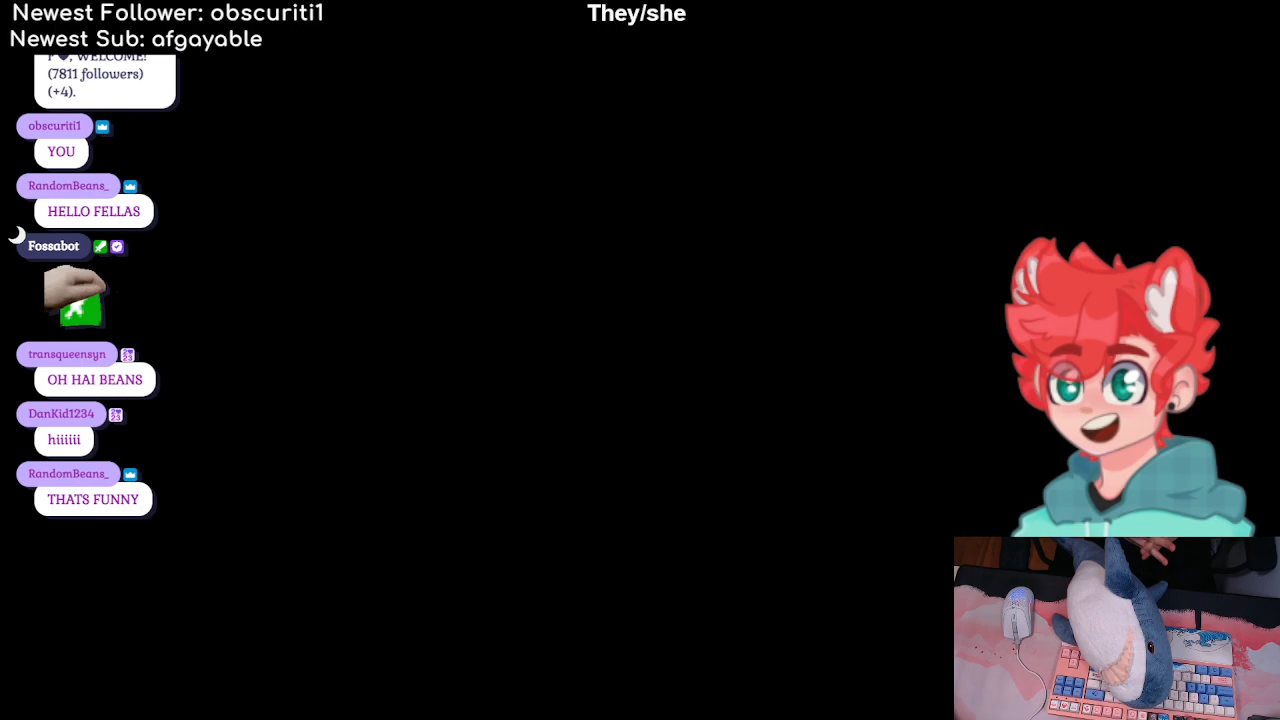 Newest Follower: obscuriti1
They/she
Newest Sub: afgayable
WELCOME!
(7811 followers)
(+4).
obscuriti1
YOU
RandomBeans_
HELLO FELLAS
Fossabot
transqueensyn
OH HAI BEANS
DanKid1234
hiiiiii
RandomBeans_
THATS FUNNY